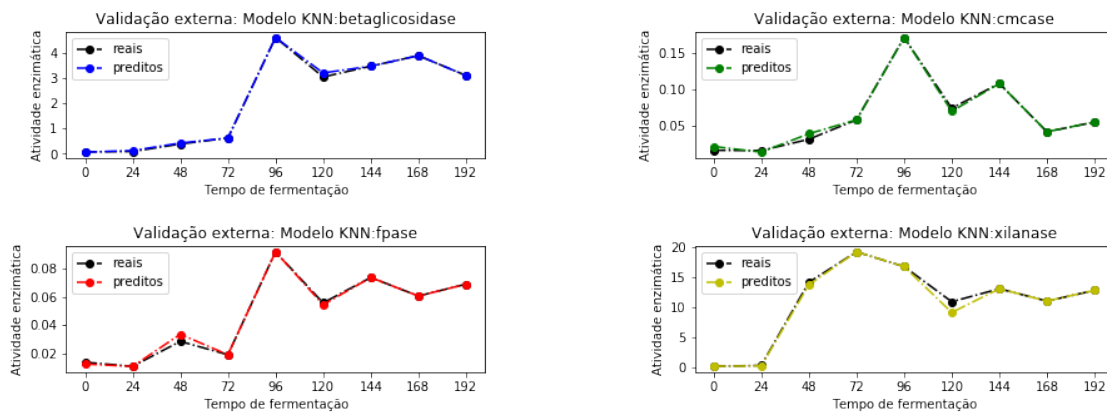 Validação externa: Modelo KNN:betaglicosidase
Atividade enzimática
4
3
2
1
0
reais
preditos
0 24 48 72 96 120 144 168 192
Tempo de fermentação
Validação externa: Modelo KNN:cmcase
Atividade enzimática
0.15
0.10
0.05
reais
preditos
0 24 48 72 96 120 144 168 192
Tempo de fermentação
Validação externa: Modelo KNN:fpase
Atividade enzimática
0.08
0.06
0.04
0.02
reais
preditos
0 24 48 72 96 120 144 168 192
Tempo de fermentação
Validação externa: Modelo KNN:xilanase
Atividade enzimática
20
15
10
5
0
reais
preditos
0 24 48 72 96 120 144 168 192
Tempo de fermentação